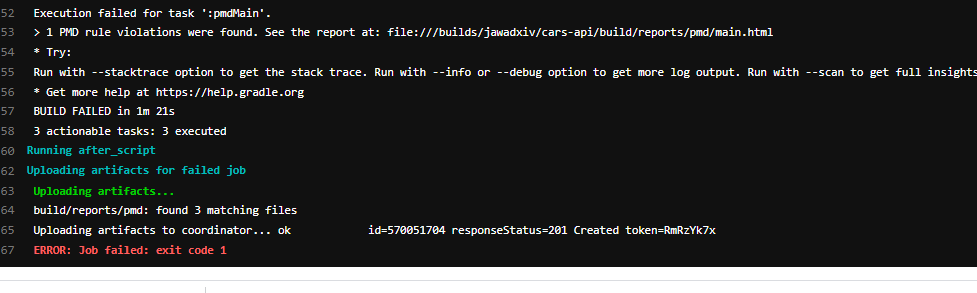 52 Execution failed for task ':pmdMain'.
53 > 1 PMD rule violations were found. See the report at: file:///builds/jawadxiv/cars-api/build/reports/pmd/main.html
54 * Try:
55 Run with --stacktrace option to get the stack trace. Run with --info or --debug option to get more log output. Run with --scan to get full insights
56 * Get more help at https://help.gradle.org
57 BUILD FAILED in 1m 21s
58 3 actionable tasks: 3 executed
60 Running after_script
62 Uploading artifacts for failed job
63 Uploading artifacts...
64 build/reports/pmd: found 3 matching files
65 Uploading artifacts to coordinator... ok id=570051704 responseStatus=201 Created token=RmRzYk7x
67 ERROR: Job failed: exit code 1